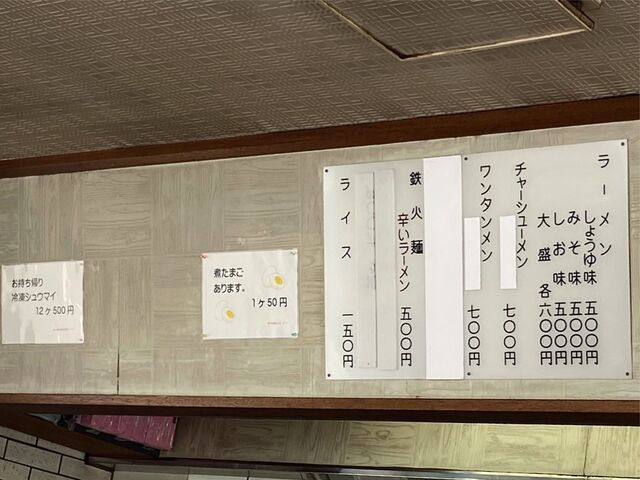 ラーメン
しょうゆ味 五〇〇円
みそ味 五〇〇円
しお味 五〇〇円
大盛各 六〇〇円
チャーシューメン 七〇〇円
ワンタンメン 七〇〇円
鉄火麺
辛いラーメン 五〇〇円
ライス 一五〇円
煮たまご
あります。
1ヶ50円
お持ち帰り
冷凍シュウマイ
12ヶ500円